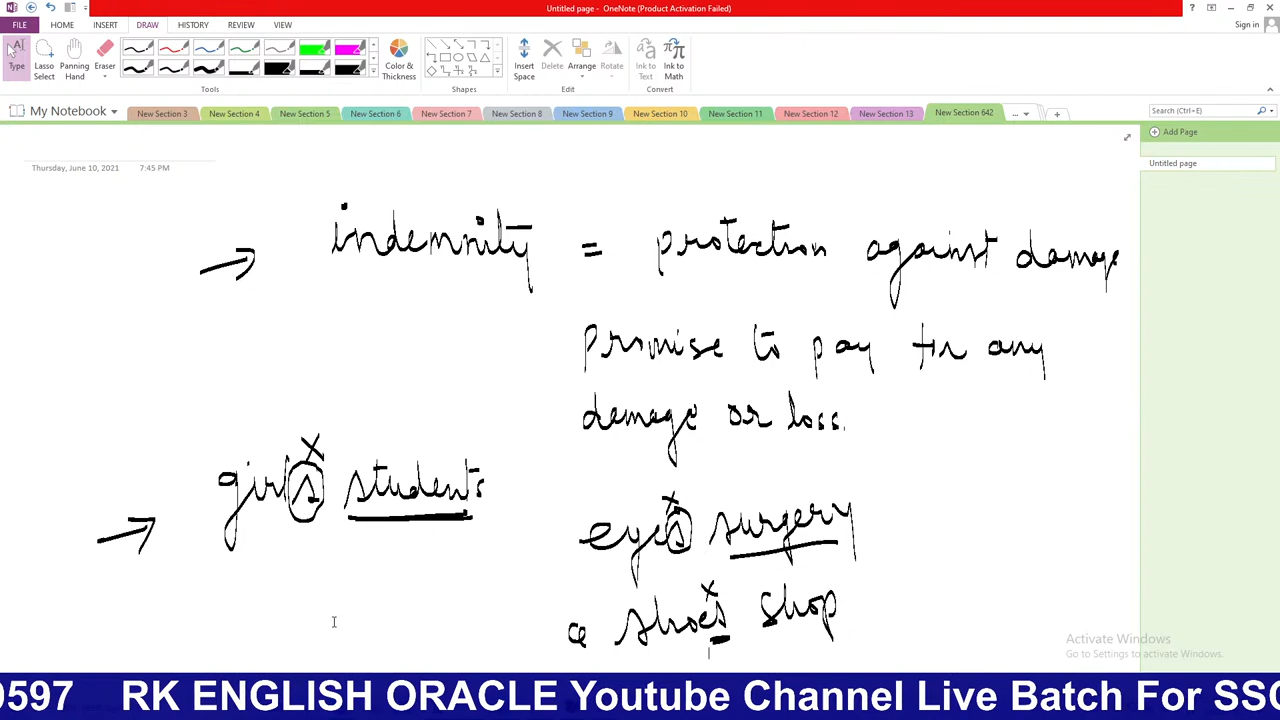 Untitled page - OneNote (Product Activation Failed)
FILE HOME INSERT DRAW HISTORY REVIEW VIEW Sign in
Type Lasso Select Panning Hand Eraser Color & Thickness Insert Space Delete Arrange Rotate Ink to Text Ink to Math
Tools Shapes Edit Convert
My Notebook New Section 3 New Section 4 New Section 5 New Section 6 New Section 7 New Section 8 New Section 9 New Section 10 New Section 11 New Section 12 New Section 13 New Section 642 ... Search (Ctrl+E)
Add Page
Untitled page
Thursday, June 10, 2021 7:45 PM
→ indemnity = protection against damage
Promise to pay for any
damage or loss.
→ girls students
x
eyes surgery
x
a shoes shop
x
Activate Windows
Go to Settings to activate Windows.
9597 RK ENGLISH ORACLE Youtube Channel Live Batch For SSC